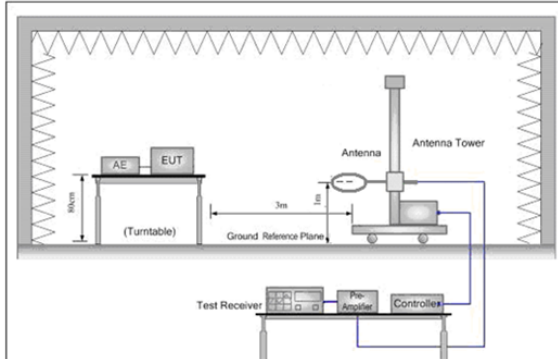 Antenna Tower
Antenna
EUT
AE
80cm
1m
3m
(Turntable)
Ground Reference Plane
Test Receiver
Pre-
Amplifier
Controller